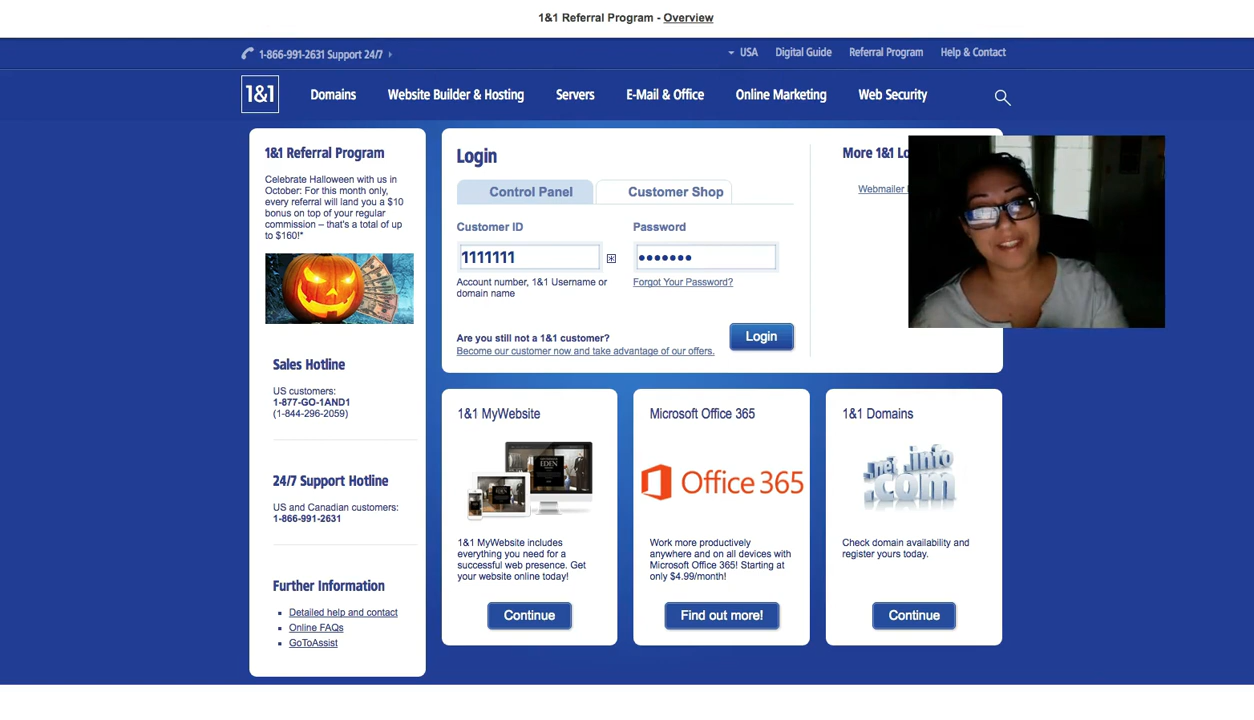 1&1 Referral Program - Overview
1-866-991-2631 Support 24/7
USA
Digital Guide
Referral Program
Help & Contact
1&1
Domains
Website Builder & Hosting
Servers
E-Mail & Office
Online Marketing
Web Security
1&1 Referral Program
Celebrate Halloween with us in
October: For this month only,
every referral will land you a $10
bonus on top of your regular
commission – that's a total of up
to $160!*
Sales Hotline
US customers:
1-877-GO-1AND1
(1-844-296-2059)
24/7 Support Hotline
US and Canadian customers:
1-866-991-2631
Further Information
Detailed help and contact
Online FAQs
GoToAssist
Login
Control Panel
Customer Shop
Customer ID
Password
1111111
•••••••
Account number, 1&1 Username or
domain name
Forgot Your Password?
Are you still not a 1&1 customer?
Become our customer now and take advantage of our offers.
Login
More 1&1
Webmailer
1&1 MyWebsite
EDEN
1&1 MyWebsite includes
everything you need for a
successful web presence. Get
your website online today!
Continue
Microsoft Office 365
Office 365
Work more productively
anywhere and on all devices with
Microsoft Office 365! Starting at
only $4.99/month!
Find out more!
1&1 Domains
.net .info
.com
Check domain availability and
register yours today.
Continue